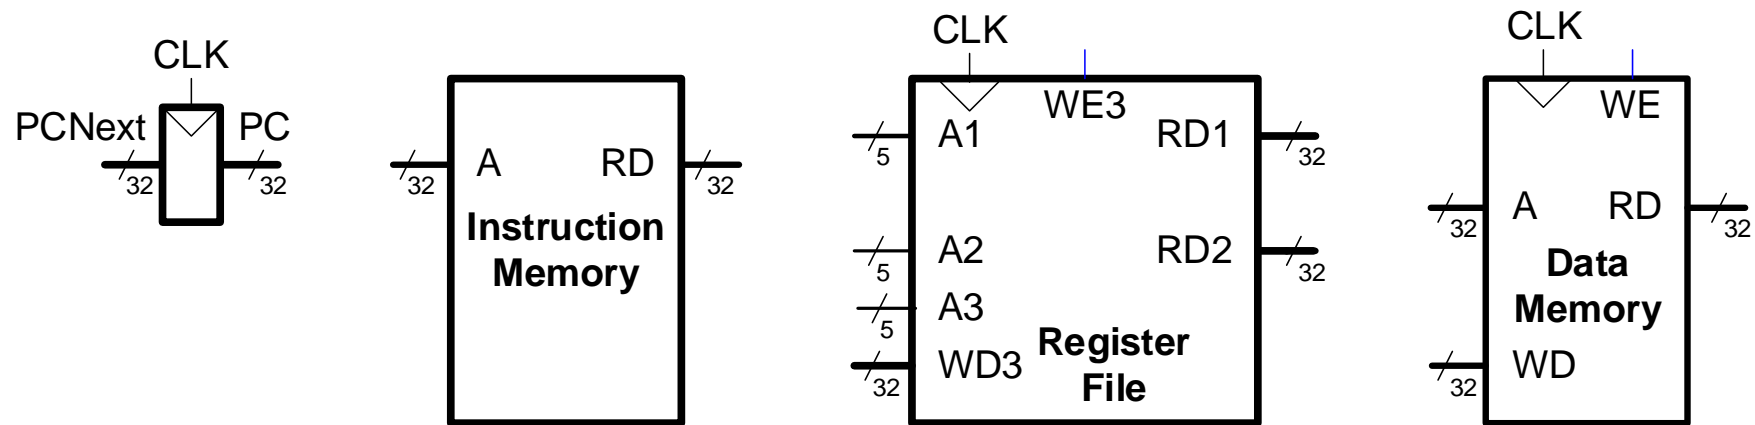 CLK
PCNext
PC
32
32
A
RD
32
32
Instruction
Memory
CLK
WE3
A1
RD1
5
32
A2
RD2
5
32
A3
5
WD3
32
Register
File
CLK
WE
A
RD
32
32
Data
Memory
WD
32